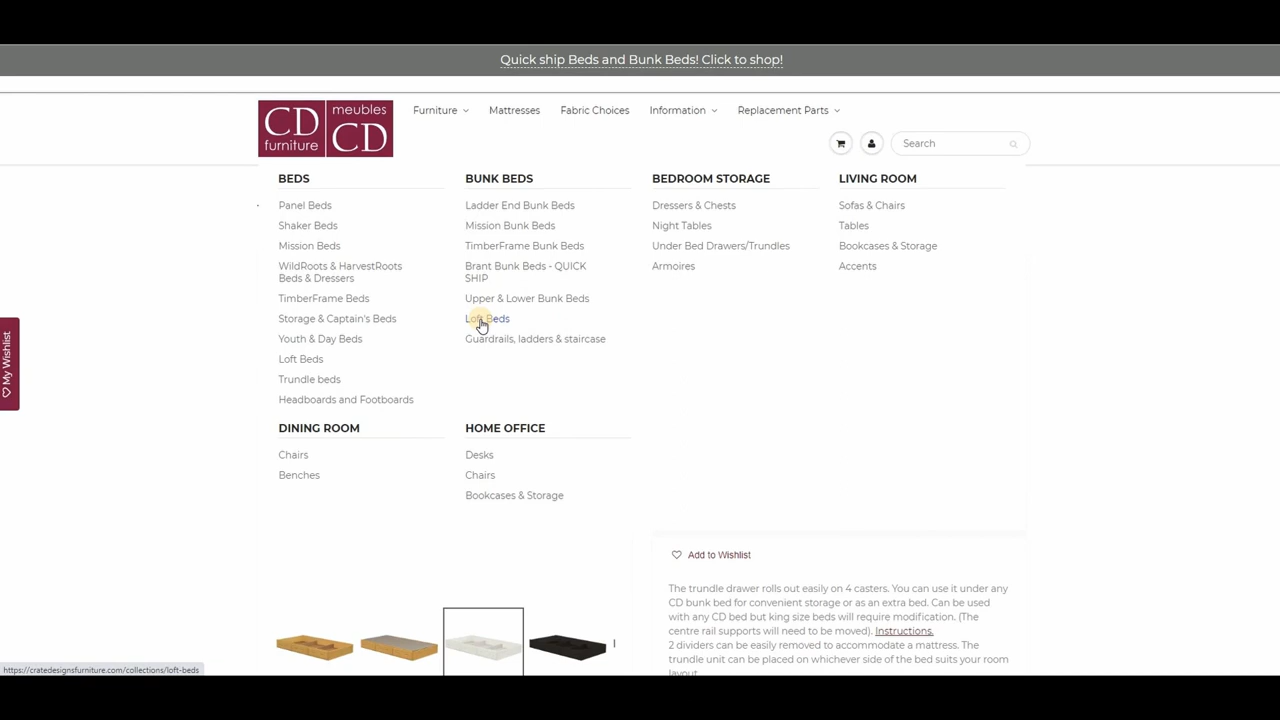 Quick ship Beds and Bunk Beds! Click to shop!
CD furniture meubles CD
Furniture Mattresses Fabric Choices Information Replacement Parts
Search
BEDS
Panel Beds
Shaker Beds
Mission Beds
WildRoots & HarvestRoots
Beds & Dressers
TimberFrame Beds
Storage & Captain's Beds
Youth & Day Beds
Loft Beds
Trundle beds
Headboards and Footboards
BUNK BEDS
Ladder End Bunk Beds
Mission Bunk Beds
TimberFrame Bunk Beds
Brant Bunk Beds - QUICK
SHIP
Upper & Lower Bunk Beds
Loft Beds
Guardrails, ladders & staircase
BEDROOM STORAGE
Dressers & Chests
Night Tables
Under Bed Drawers/Trundles
Armoires
LIVING ROOM
Sofas & Chairs
Tables
Bookcases & Storage
Accents
DINING ROOM
Chairs
Benches
HOME OFFICE
Desks
Chairs
Bookcases & Storage
My Wishlist
Add to Wishlist
The trundle drawer rolls out easily on 4 casters. You can use it under any
CD bunk bed for convenient storage or as an extra bed. Can be used
with any CD bed but king size beds will require modification. (The
centre rail supports will need to be moved). Instructions.
2 dividers can be easily removed to accommodate a mattress. The
trundle unit can be placed on whichever side of the bed suits your room
layout.
https://cratedesignsfurniture.com/collections/loft-beds